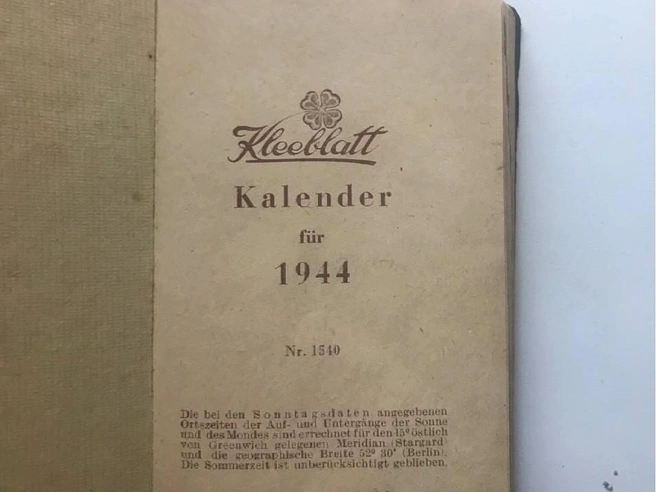 Kleeblatt
Kalender
für
1944
Nr. 1540
Die bei den Sonntagsdaten angegebenen
Ortszeiten der Auf- und Untergänge der Sonne
und des Mondes sind errechnet für den 15° östlich
von Greenwich gelegenen Meridian (Stargard)
und die geographische Breite 52° 30' (Berlin).
Die Sommerzeit ist unberücksichtigt geblieben.